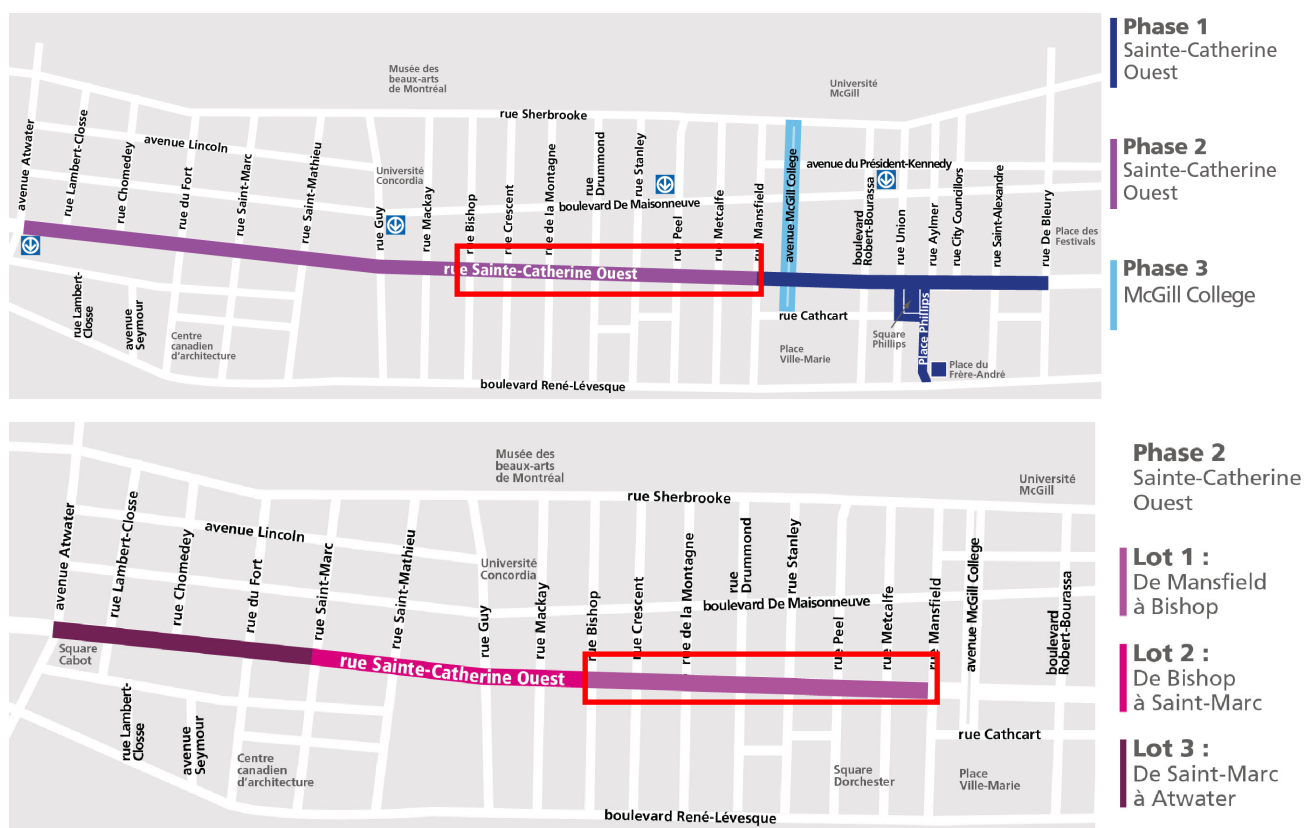 Phase 1
Sainte-Catherine
Ouest
Phase 2
Sainte-Catherine
Ouest
Phase 3
McGill College
Musée des
beaux-arts
de Montréal
Université
McGill
rue Sherbrooke
avenue Atwater
rue Lambert-Closse
rue Chomedey
avenue Lincoln
rue du Fort
rue Saint-Marc
rue Saint-Mathieu
Université
Concordia
rue Guy
rue Mackay
rue Bishop
rue Crescent
rue de la Montagne
rue
Drummond
rue Stanley
boulevard De Maisonneuve
rue Peel
rue Metcalfe
rue Mansfield
avenue McGill College
avenue du Président-Kennedy
boulevard
Robert-Bourassa
rue Union
rue Aylmer
rue City Councillors
rue Saint-Alexandre
rue De Bleury
Place des
Festivals
rue Sainte-Catherine Ouest
rue Lambert-
Closse
avenue
Seymour
Centre
canadien
d'architecture
rue Cathcart
Place
Ville-Marie
Square
Phillips
Place Phillips
Place du
Frère-André
boulevard René-Lévesque
Phase 2
Sainte-Catherine
Ouest
Lot 1 :
De Mansfield
à Bishop
Lot 2 :
De Bishop
à Saint-Marc
Lot 3 :
De Saint-Marc
à Atwater
Musée des
beaux-arts
de Montréal
Université
McGill
rue Sherbrooke
avenue Atwater
rue Lambert-Closse
rue Chomedey
avenue Lincoln
rue du Fort
rue Saint-Marc
rue Saint-Mathieu
Université
Concordia
rue Guy
rue Mackay
rue Bishop
rue Crescent
rue de la Montagne
rue
Drummond
rue Stanley
boulevard De Maisonneuve
rue Peel
rue Metcalfe
rue Mansfield
avenue McGill College
boulevard
Robert-Bourassa
Square
Cabot
rue Sainte-Catherine Ouest
rue Lambert-
Closse
avenue
Seymour
Centre
canadien
d'architecture
rue Cathcart
Square
Dorchester
Place
Ville-Marie
boulevard René-Lévesque